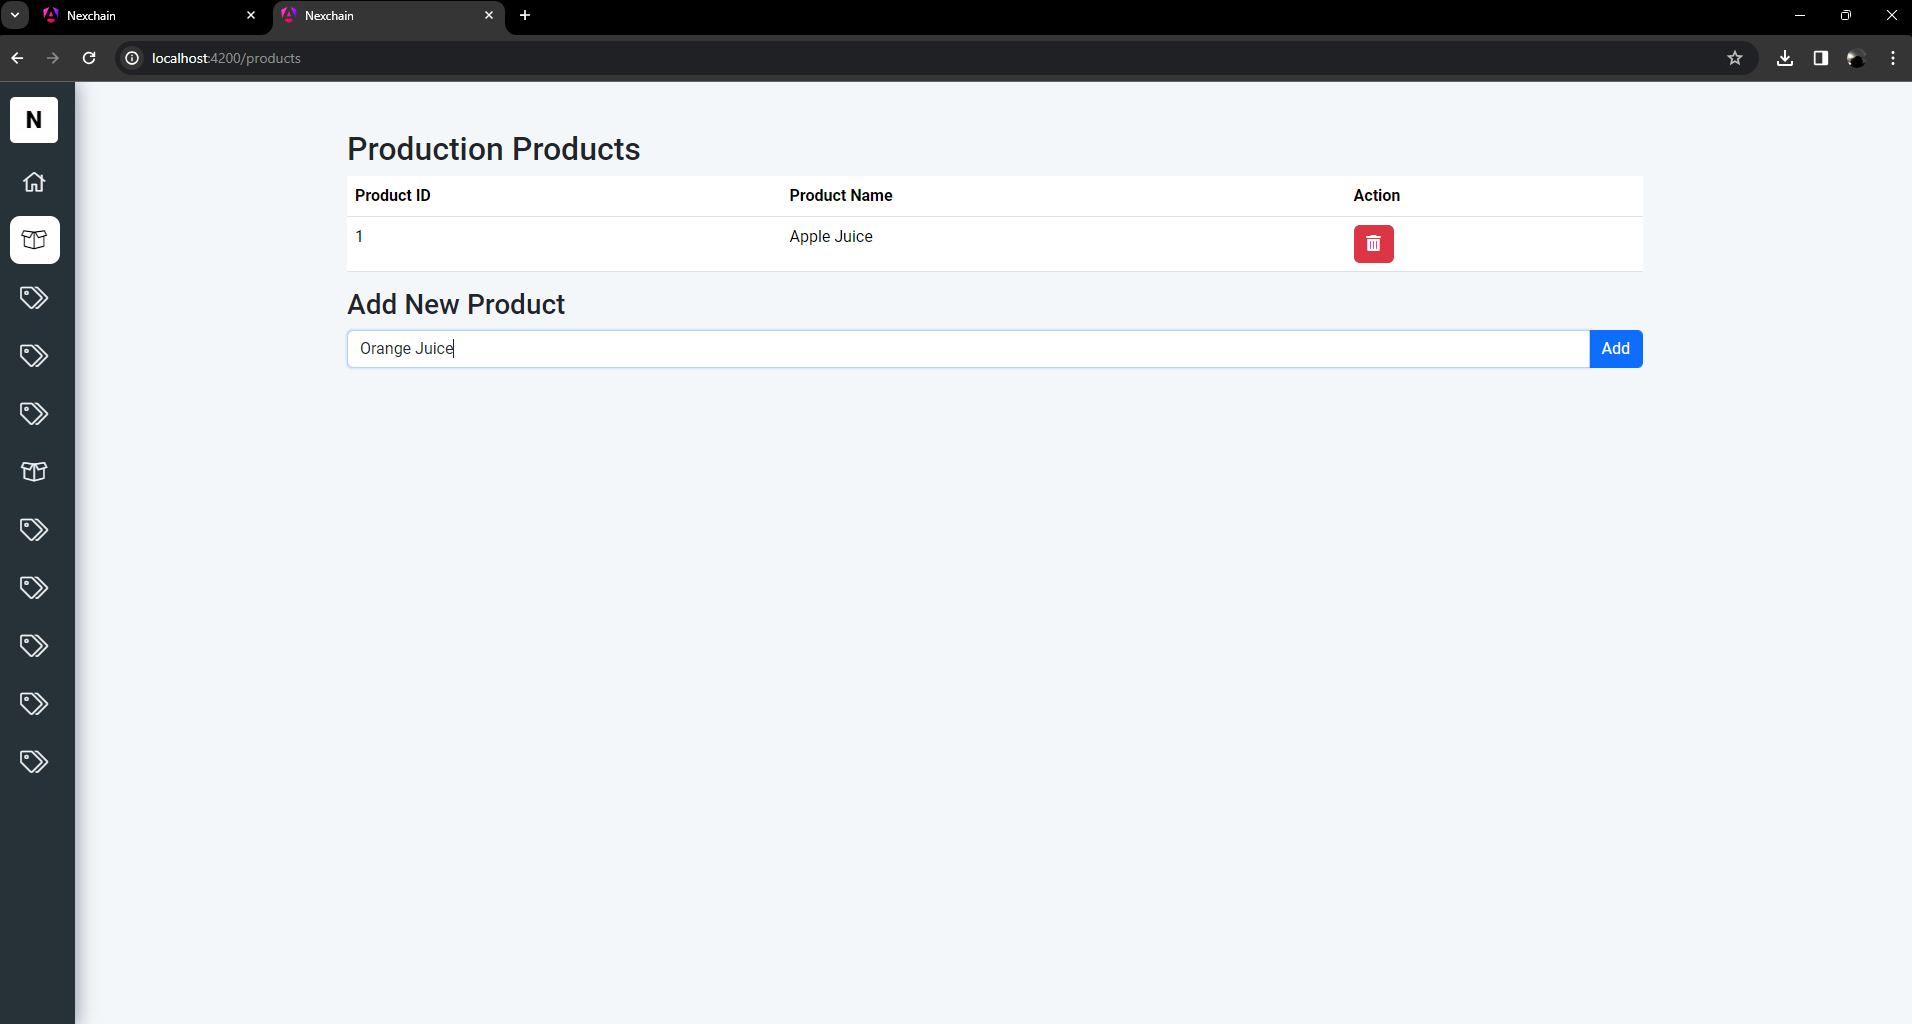 Nexchain
Nexchain
localhost:4200/products
N
Production Products
Product ID Product Name Action
1 Apple Juice
Add New Product
Orange Juice Add